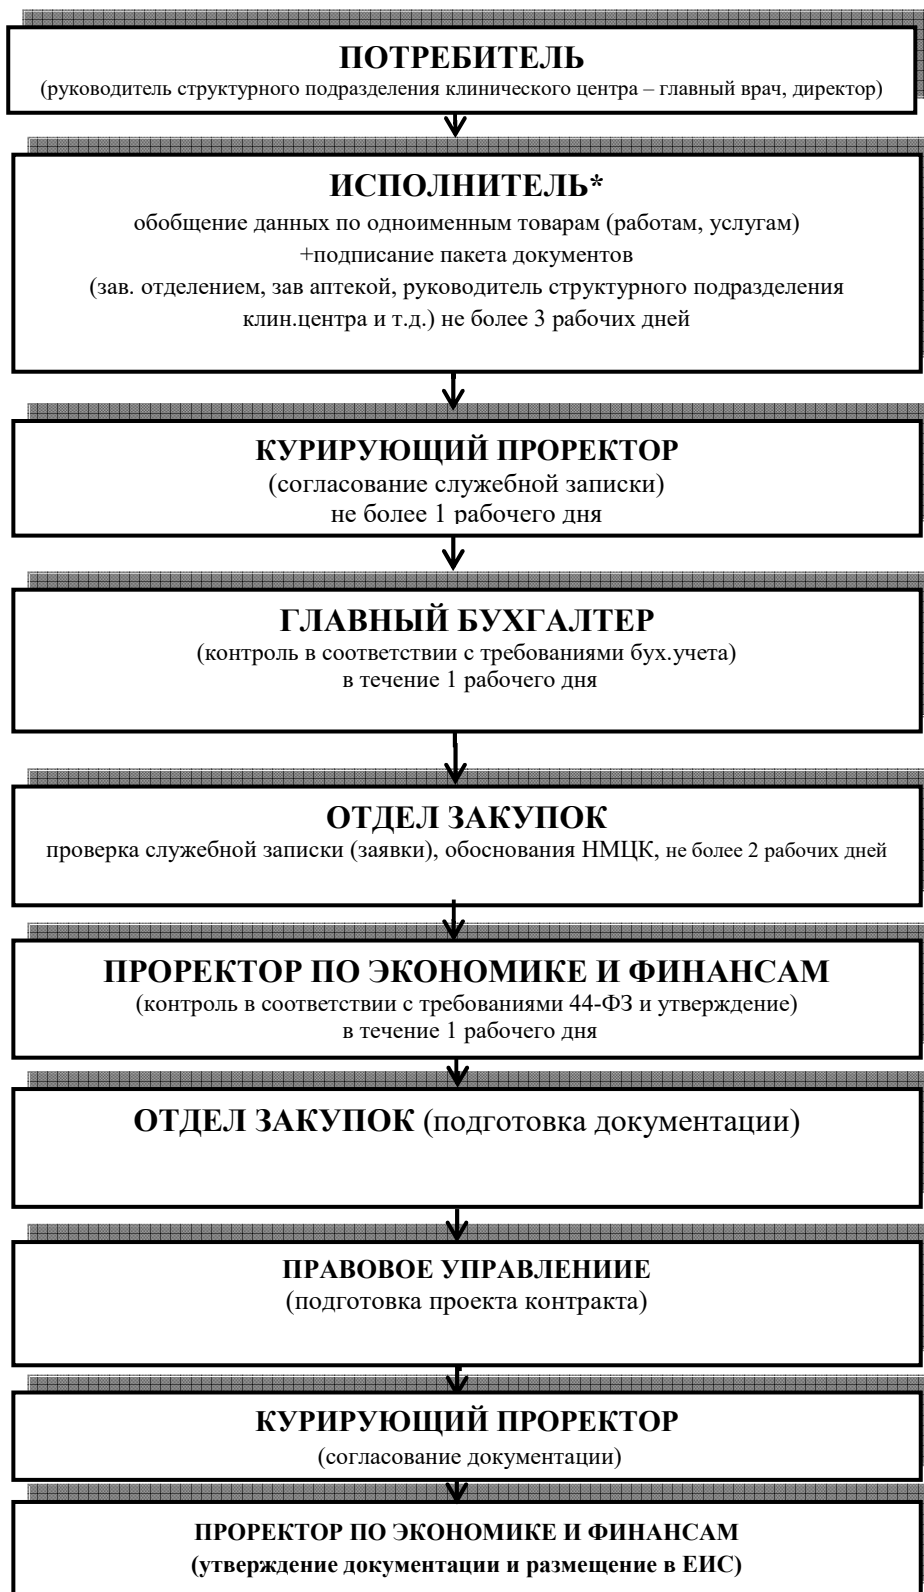 ПОТРЕБИТЕЛЬ
(руководитель структурного подразделения клинического центра – главный врач, директор)
ИСПОЛНИТЕЛЬ*
обобщение данных по одноименным товарам (работам, услугам)
+подписание пакета документов
(зав. отделением, зав аптекой, руководитель структурного подразделения
клин.центра и т.д.) не более 3 рабочих дней
КУРИРУЮЩИЙ ПРОРЕКТОР
(согласование служебной записки)
не более 1 рабочего дня
ГЛАВНЫЙ БУХГАЛТЕР
(контроль в соответствии с требованиями бух.учета)
в течение 1 рабочего дня
ОТДЕЛ ЗАКУПОК
проверка служебной записки (заявки), обоснования НМЦК, не более 2 рабочих дней
ПРОРЕКТОР ПО ЭКОНОМИКЕ И ФИНАНСАМ
(контроль в соответствии с требованиями 44-ФЗ и утверждение)
в течение 1 рабочего дня
ОТДЕЛ ЗАКУПОК (подготовка документации)
ПРАВОВОЕ УПРАВЛЕНИИЕ
(подготовка проекта контракта)
КУРИРУЮЩИЙ ПРОРЕКТОР
(согласование документации)
ПРОРЕКТОР ПО ЭКОНОМИКЕ И ФИНАНСАМ
(утверждение документации и размещение в ЕИС)